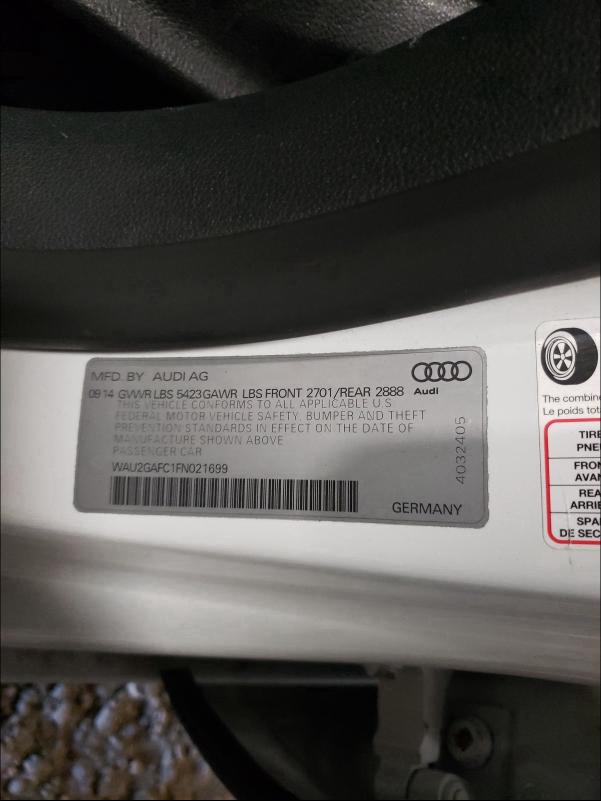 MFD. BY AUDI AG
09 14 GVWR LBS 5423 GAWR LBS FRONT 2701/REAR 2888
Audi
THIS VEHICLE CONFORMS TO ALL APPLICABLE U.S.
FEDERAL MOTOR VEHICLE SAFETY, BUMPER AND THEFT
PREVENTION STANDARDS IN EFFECT ON THE DATE OF
MANUFACTURE SHOWN ABOVE
PASSENGER CAR
WAU2GAFC1FN021699
GERMANY
4032405
The combine
Le poids tot
TIRE
PNE
FRON
AVAN
REA
ARRIE
SPA
DE SEC